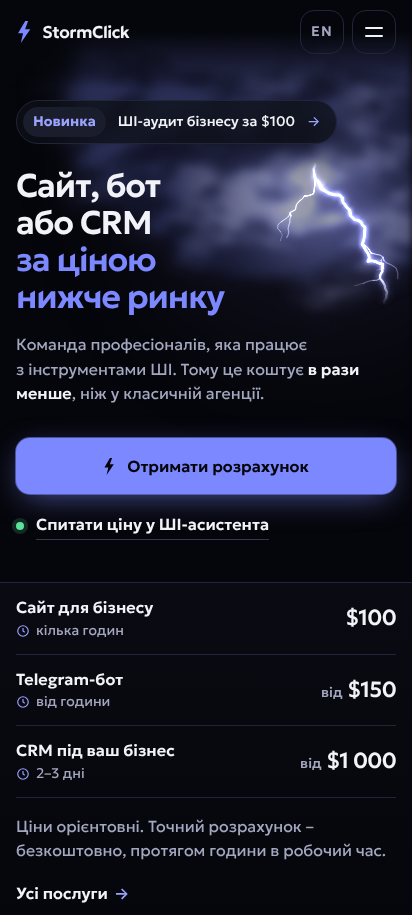 StormClick
EN
Новинка ШІ-аудит бізнесу за $100 →
Сайт, бот
або CRM
за ціною
нижче ринку
Команда професіоналів, яка працює
з інструментами ШІ. Тому це коштує в рази
менше, ніж у класичній агенції.
Отримати розрахунок
Спитати ціну у ШІ-асистента
Сайт для бізнесу
кілька годин
$100
Telegram-бот
від години
від $150
CRM під ваш бізнес
2–3 дні
від $1 000
Ціни орієнтовні. Точний розрахунок –
безкоштовно, протягом години в робочий час.
Усі послуги →